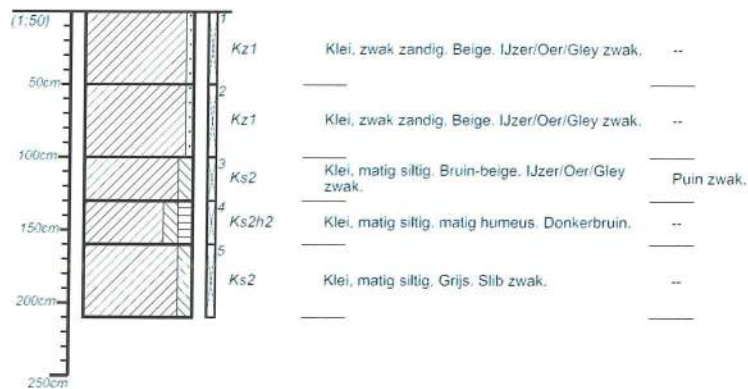 (1:50)
1
Kz1 Klei, zwak zandig. Beige. IJzer/Oer/Gley zwak. --
50cm
2
Kz1 Klei, zwak zandig. Beige. IJzer/Oer/Gley zwak. --
100cm
3
Ks2 Klei, matig siltig. Bruin-beige. IJzer/Oer/Gley zwak. Puin zwak.
4
150cm Ks2h2 Klei, matig siltig. matig humeus. Donkerbruin. --
5
Ks2 Klei, matig siltig. Grijs. Slib zwak. --
200cm
250cm